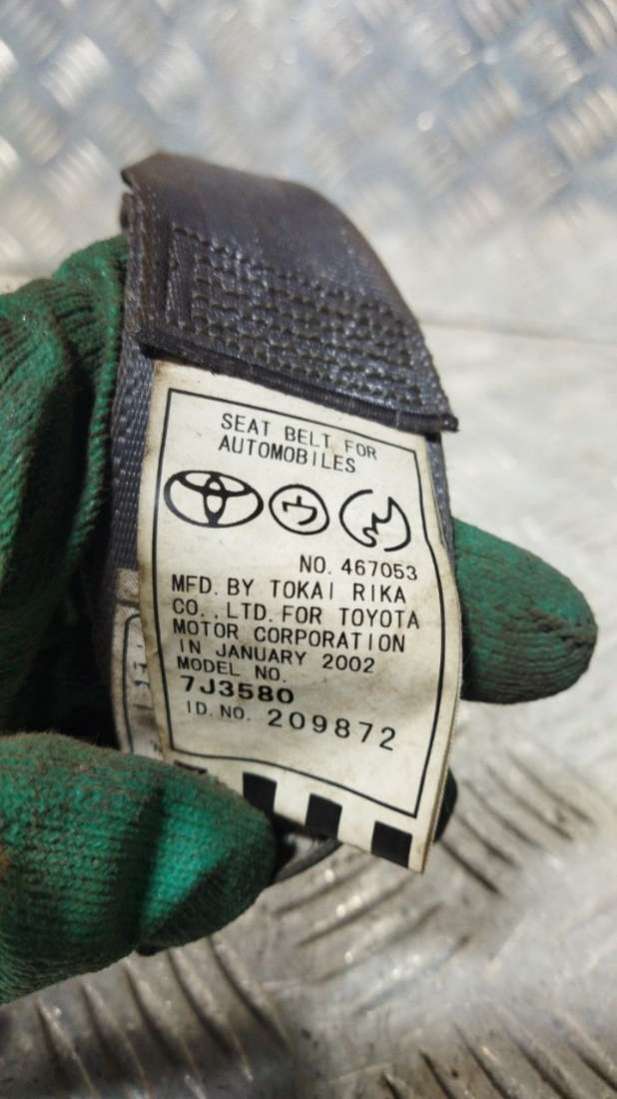 SEAT BELT FOR
AUTOMOBILES
ウ
NO. 467053
MFD. BY TOKAI RIKA
CO., LTD. FOR TOYOTA
MOTOR CORPORATION
IN JANUARY 2002
MODEL NO.
7J3580
ID. NO. 209872